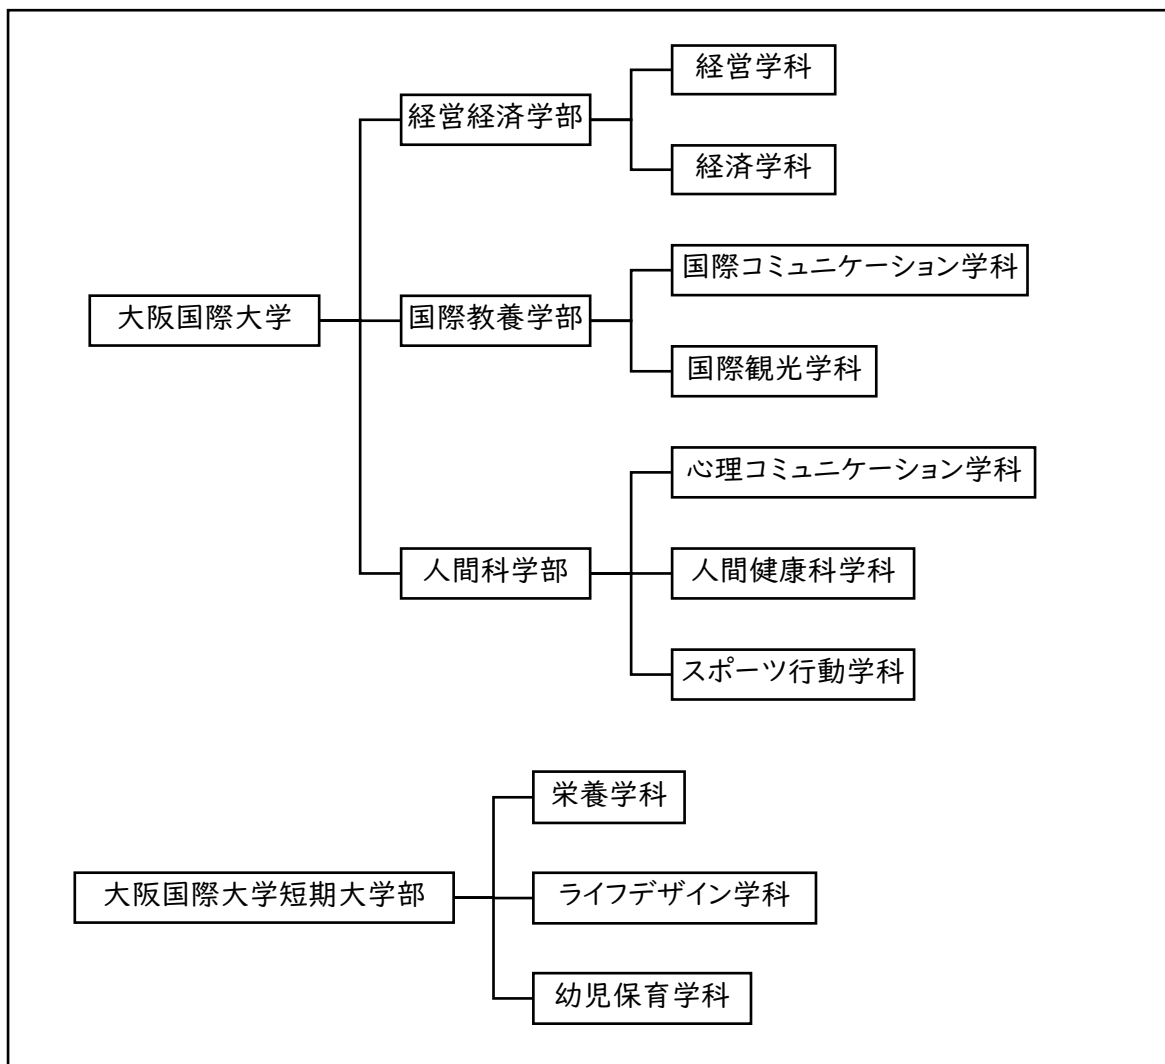 大阪国際大学
経営経済学部
経営学科
経済学科
国際教養学部
国際コミュニケーション学科
国際観光学科
人間科学部
心理コミュニケーション学科
人間健康科学科
スポーツ行動学科
大阪国際大学短期大学部
栄養学科
ライフデザイン学科
幼児保育学科